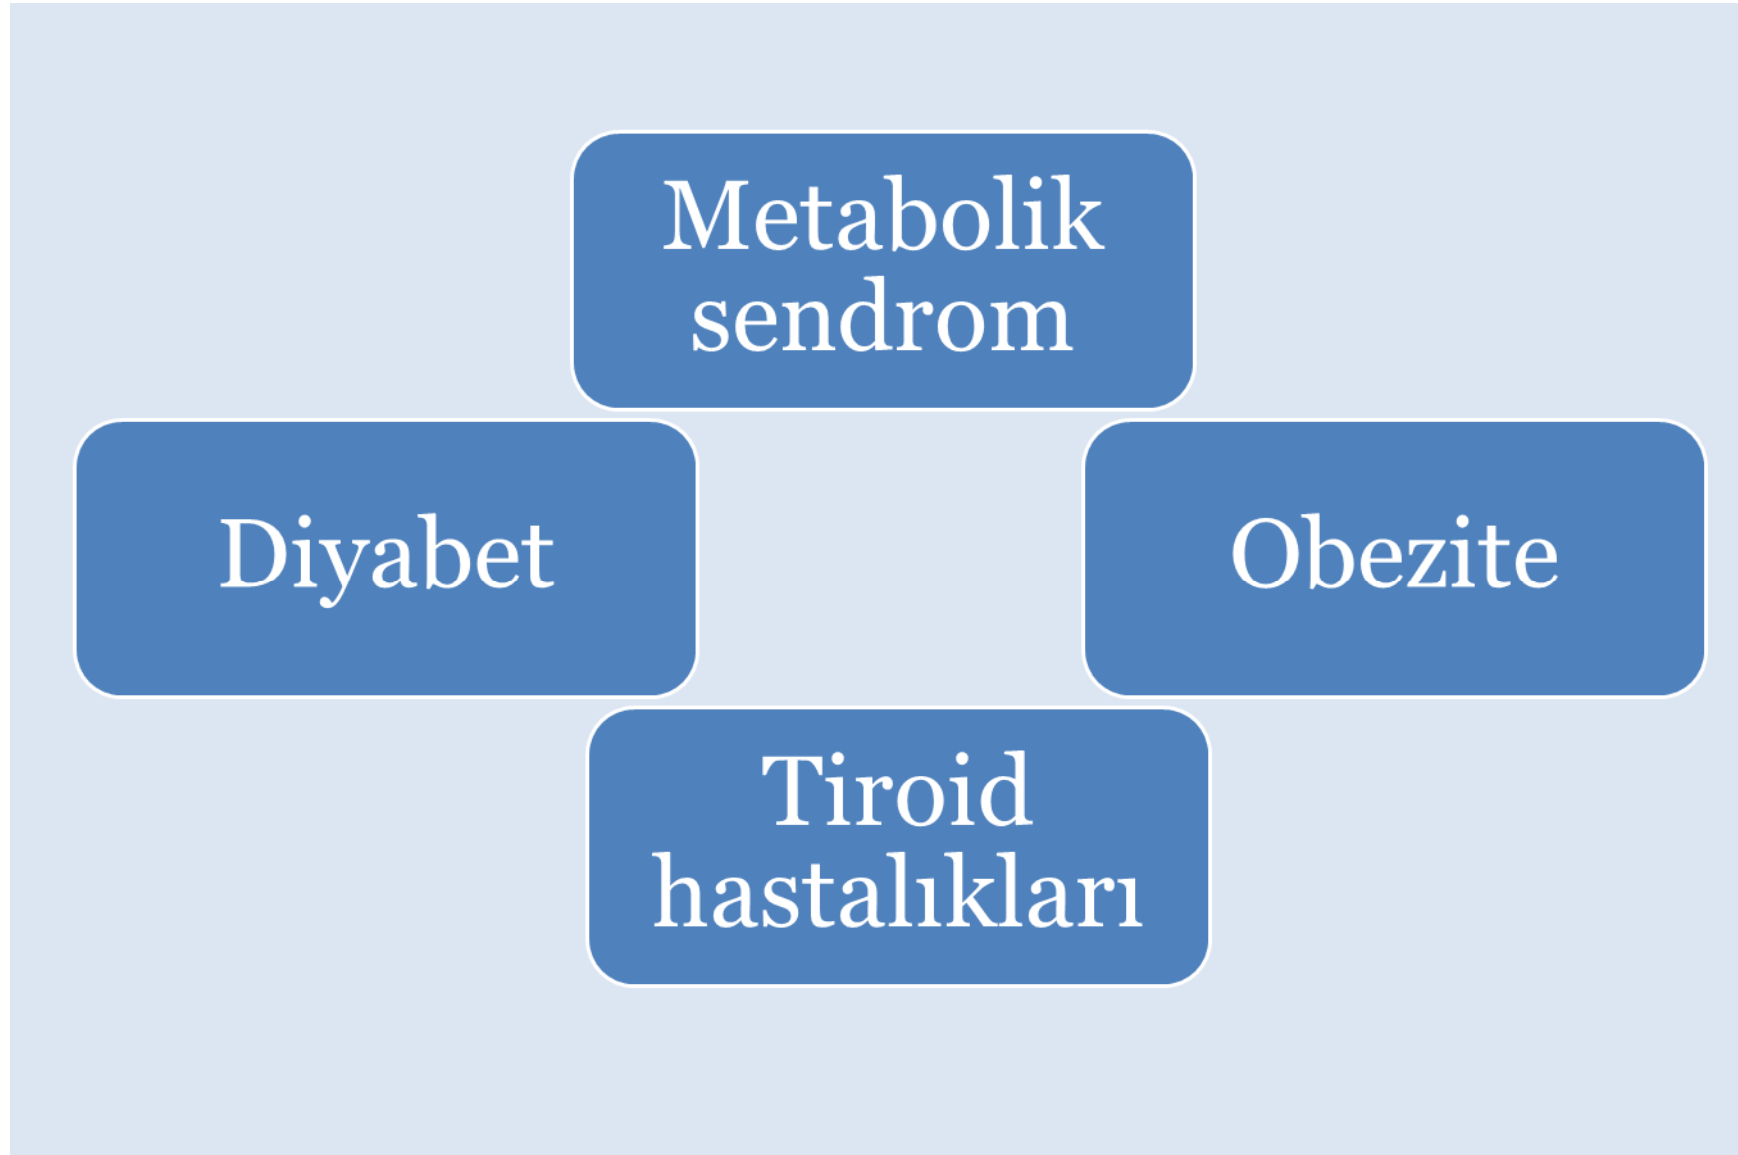 Metabolik
sendrom
Diyabet
Obezite
Tiroid
hastalıkları